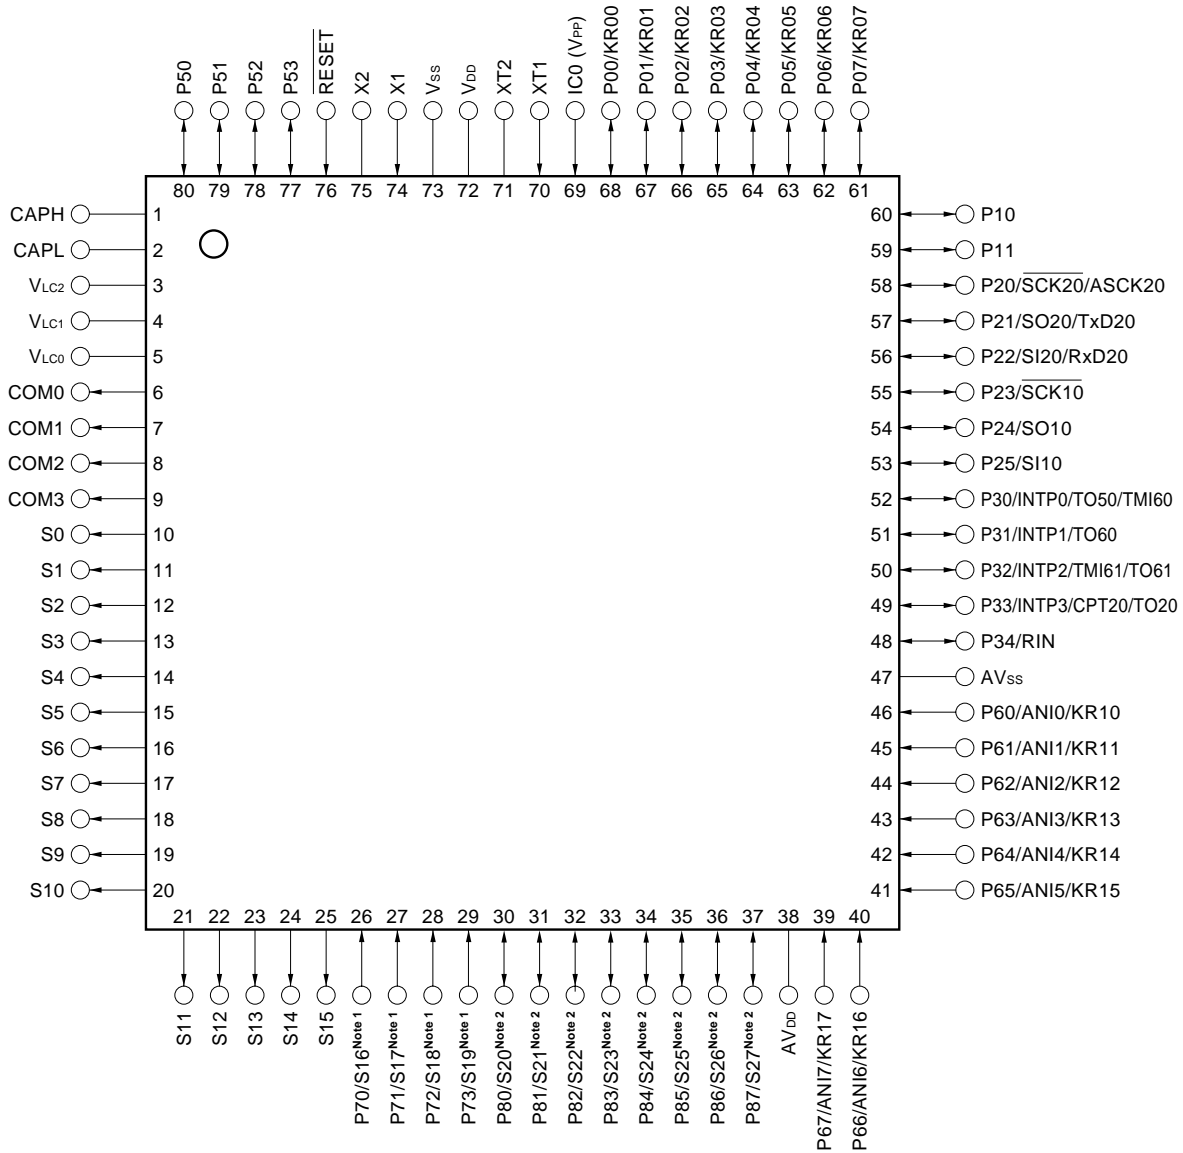 P50
P51
P52
P53
RESET
X2
X1
VSS
VDD
XT2
XT1
IC0 (VPP)
P00/KR00
P01/KR01
P02/KR02
P03/KR03
P04/KR04
P05/KR05
P06/KR06
P07/KR07
80 79 78 77 76 75 74 73 72 71 70 69 68 67 66 65 64 63 62 61
CAPH 1
CAPL 2
VLC2 3
VLC1 4
VLC0 5
COM0 6
COM1 7
COM2 8
COM3 9
S0 10
S1 11
S2 12
S3 13
S4 14
S5 15
S6 16
S7 17
S8 18
S9 19
S10 20
60 P10
59 P11
58 P20/SCK20/ASCK20
57 P21/SO20/TxD20
56 P22/SI20/RxD20
55 P23/SCK10
54 P24/SO10
53 P25/SI10
52 P30/INTP0/TO50/TMI60
51 P31/INTP1/TO60
50 P32/INTP2/TMI61/TO61
49 P33/INTP3/CPT20/TO20
48 P34/RIN
47 AVSS
46 P60/ANI0/KR10
45 P61/ANI1/KR11
44 P62/ANI2/KR12
43 P63/ANI3/KR13
42 P64/ANI4/KR14
41 P65/ANI5/KR15
21 22 23 24 25 26 27 28 29 30 31 32 33 34 35 36 37 38 39 40
S11
S12
S13
S14
S15
P70/S16Note 1
P71/S17Note 1
P72/S18Note 1
P73/S19Note 1
P80/S20Note 2
P81/S21Note 2
P82/S22Note 2
P83/S23Note 2
P84/S24Note 2
P85/S25Note 2
P86/S26Note 2
P87/S27Note 2
AVDD
P67/ANI7/KR17
P66/ANI6/KR16